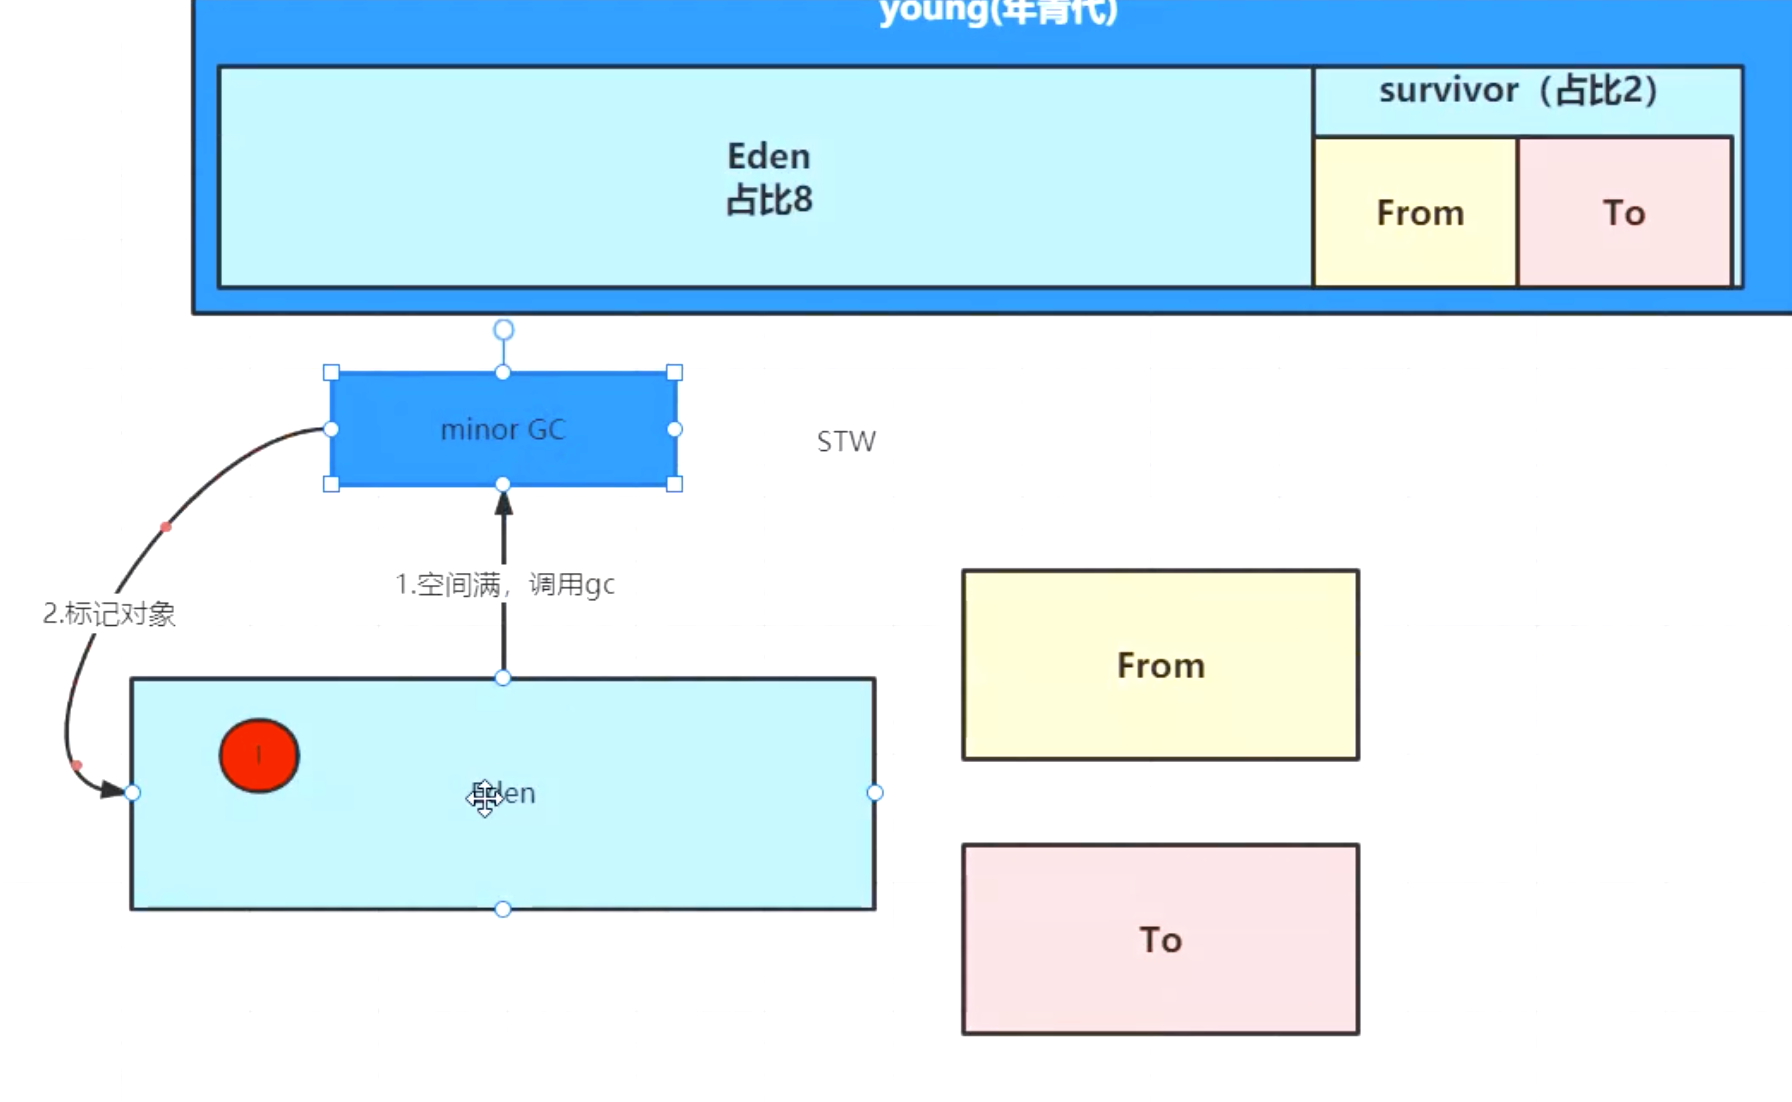 young(年青代)
survivor（占比2）
Eden
占比8
From
To
minor GC
STW
1.空间满，调用gc
2.标记对象
From
Eden
To